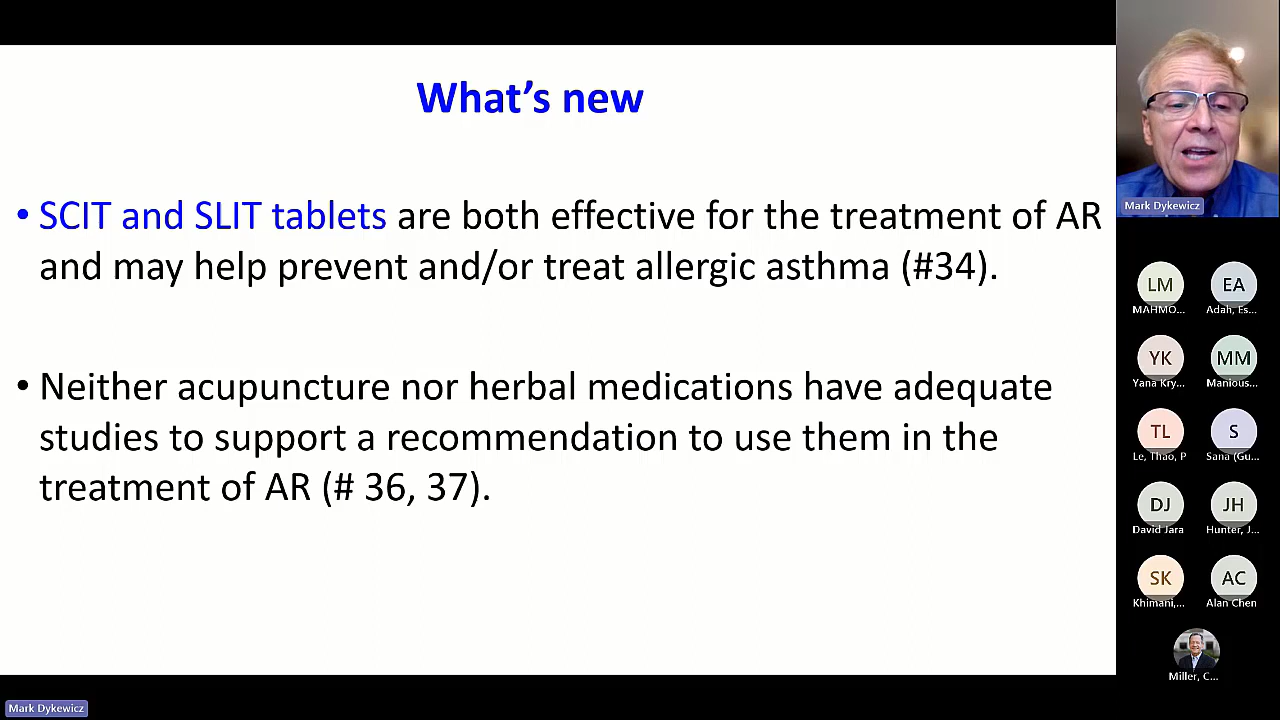 What's new
• SCIT and SLIT tablets are both effective for the treatment of AR
and may help prevent and/or treat allergic asthma (#34).
• Neither acupuncture nor herbal medications have adequate
studies to support a recommendation to use them in the
treatment of AR (# 36, 37).
Mark Dykewicz
LM
MAHMO...
EA
Adah, Es...
YK
Yana Kry...
MM
Manious...
TL
Le, Thao, P
S
Sana (Gu...
DJ
David Jara
JH
Hunter, J...
SK
Khimani,...
AC
Alan Chen
Miller, C...
Mark Dykewicz